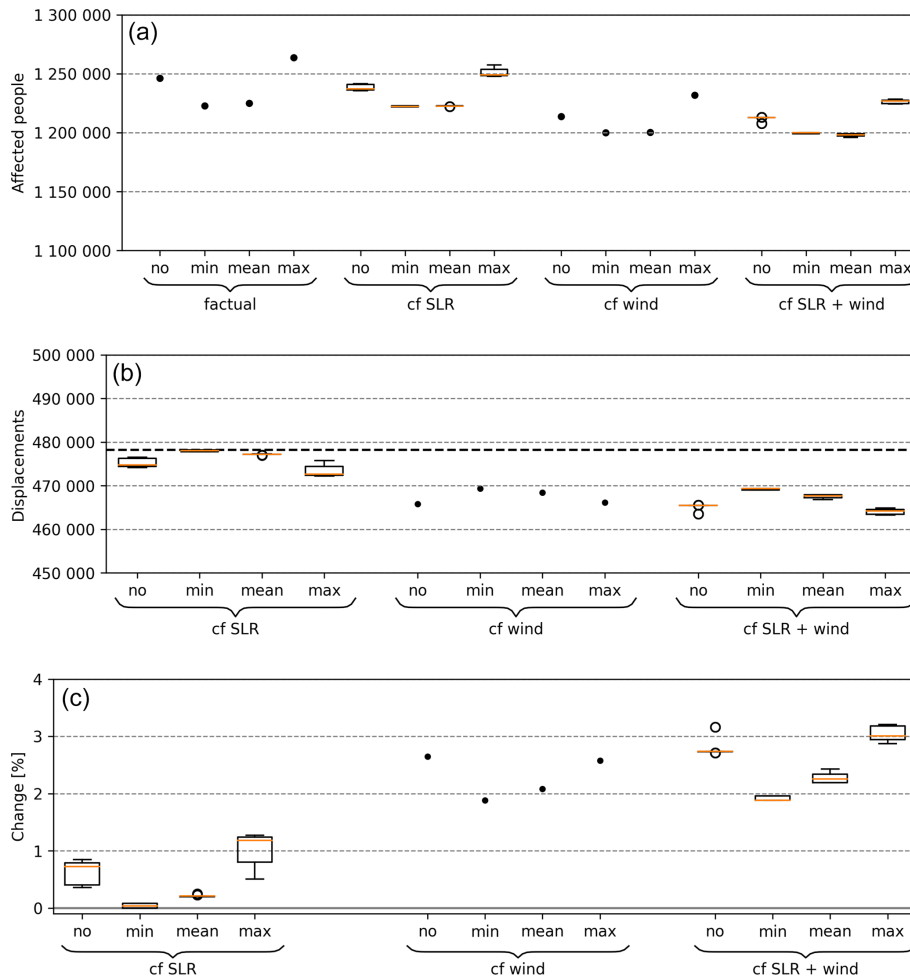 (a)
Affected people
1 300 000
1 250 000
1 200 000
1 150 000
1 100 000
no min mean max no min mean max no min mean max no min mean max
factual cf SLR cf wind cf SLR + wind
(b)
Displacements
500 000
490 000
480 000
470 000
460 000
450 000
no min mean max no min mean max no min mean max
cf SLR cf wind cf SLR + wind
(c)
Change [%]
4
3
2
1
0
no min mean max no min mean max no min mean max
cf SLR cf wind cf SLR + wind